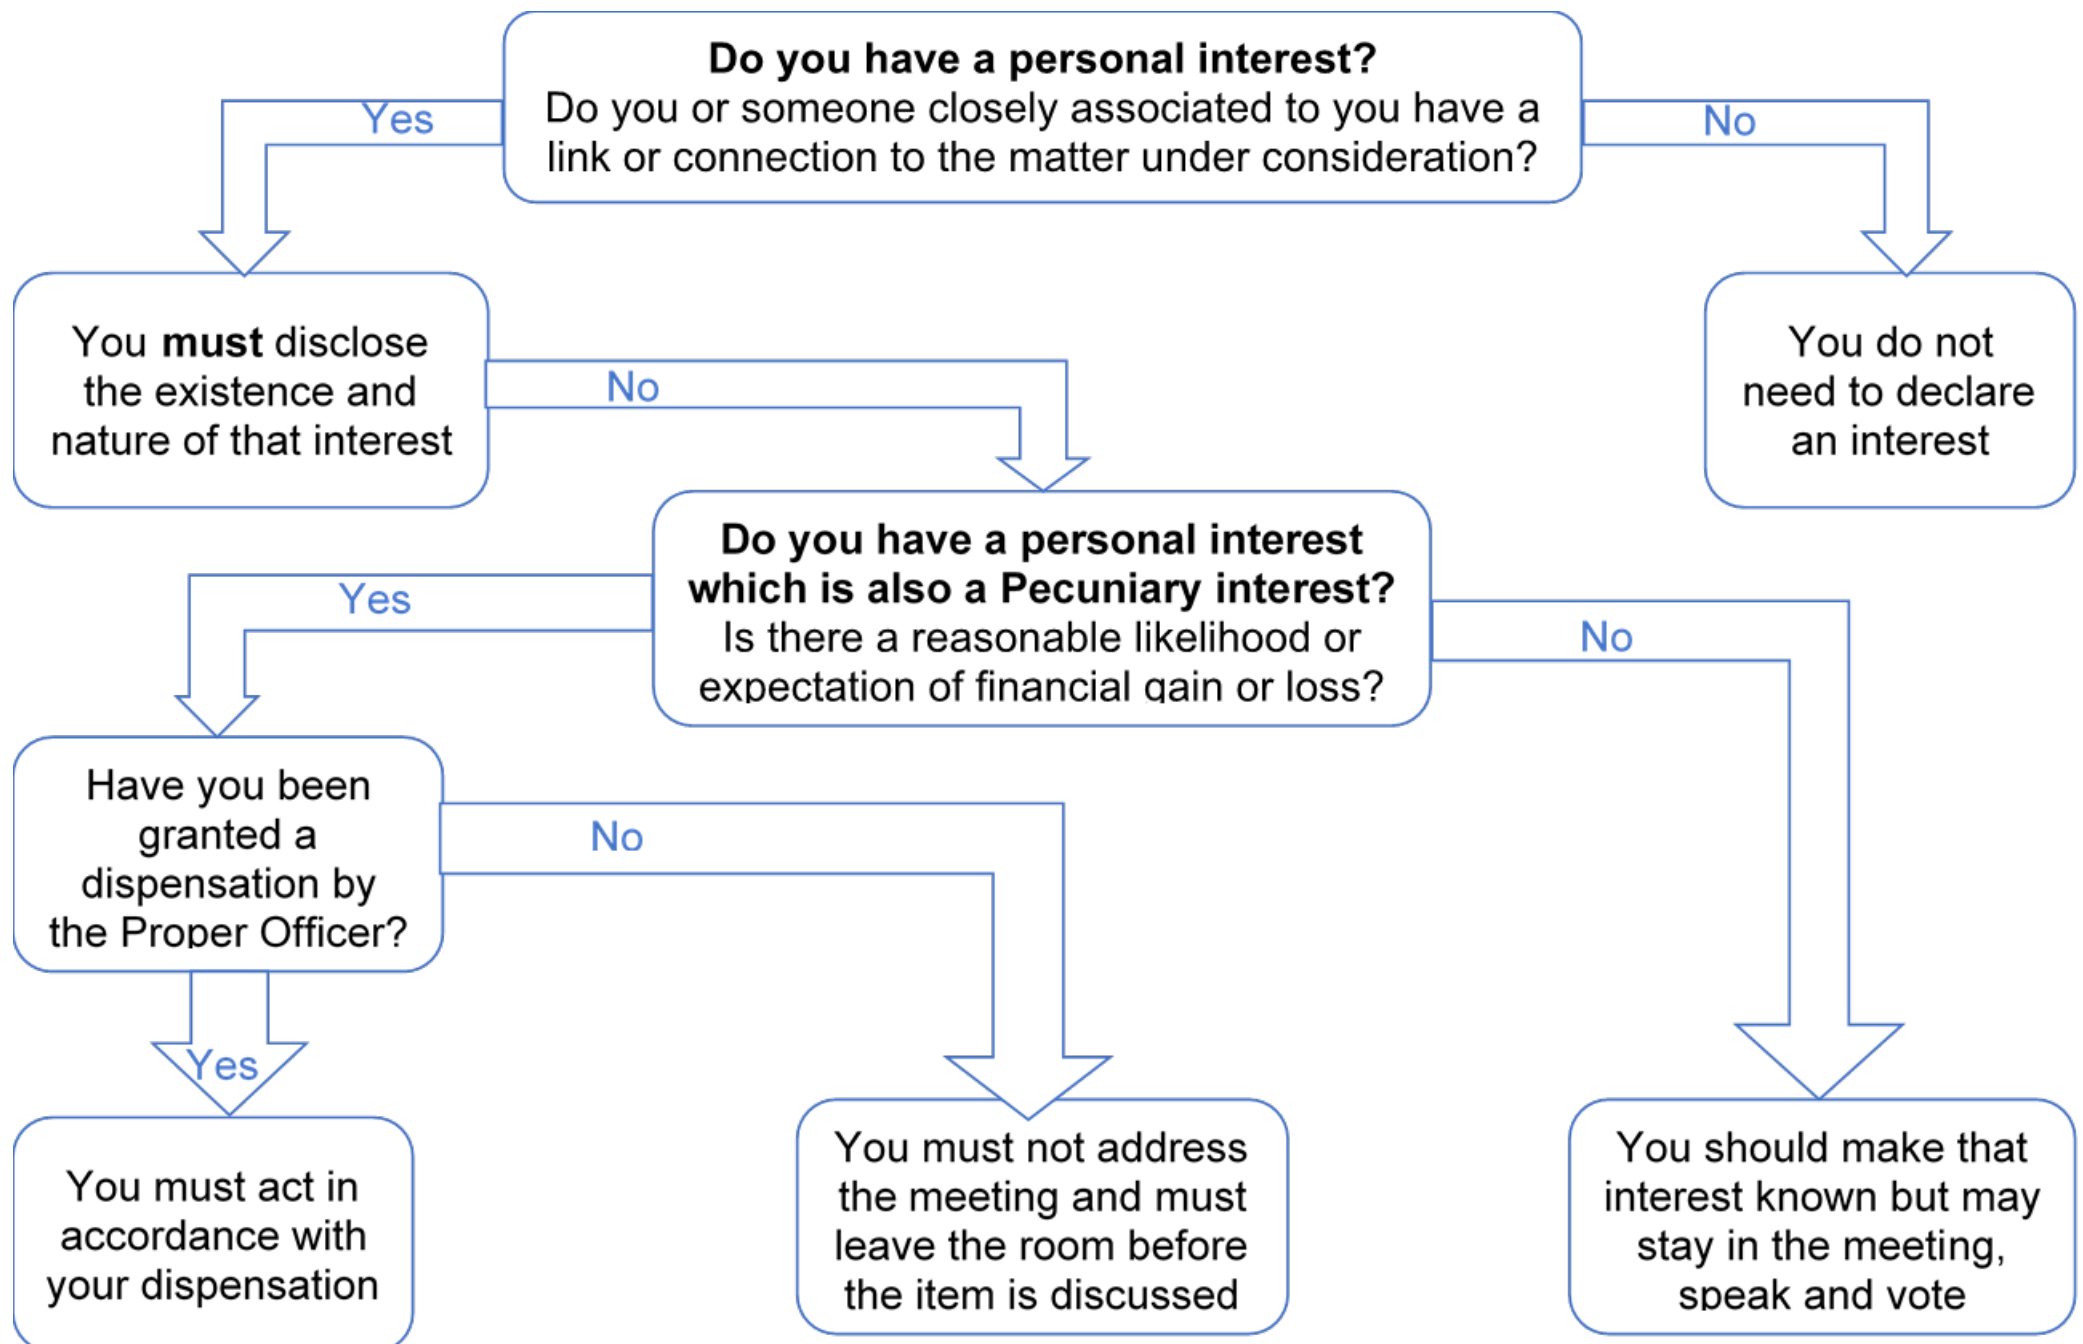 Do you have a personal interest?
Do you or someone closely associated to you have a
link or connection to the matter under consideration?
Yes
No
You must disclose
the existence and
nature of that interest
No
You do not
need to declare
an interest
Do you have a personal interest
which is also a Pecuniary interest?
Is there a reasonable likelihood or
expectation of financial gain or loss?
Yes
No
Have you been
granted a
dispensation by
the Proper Officer?
No
Yes
You must act in
accordance with
your dispensation
You must not address
the meeting and must
leave the room before
the item is discussed
You should make that
interest known but may
stay in the meeting,
speak and vote